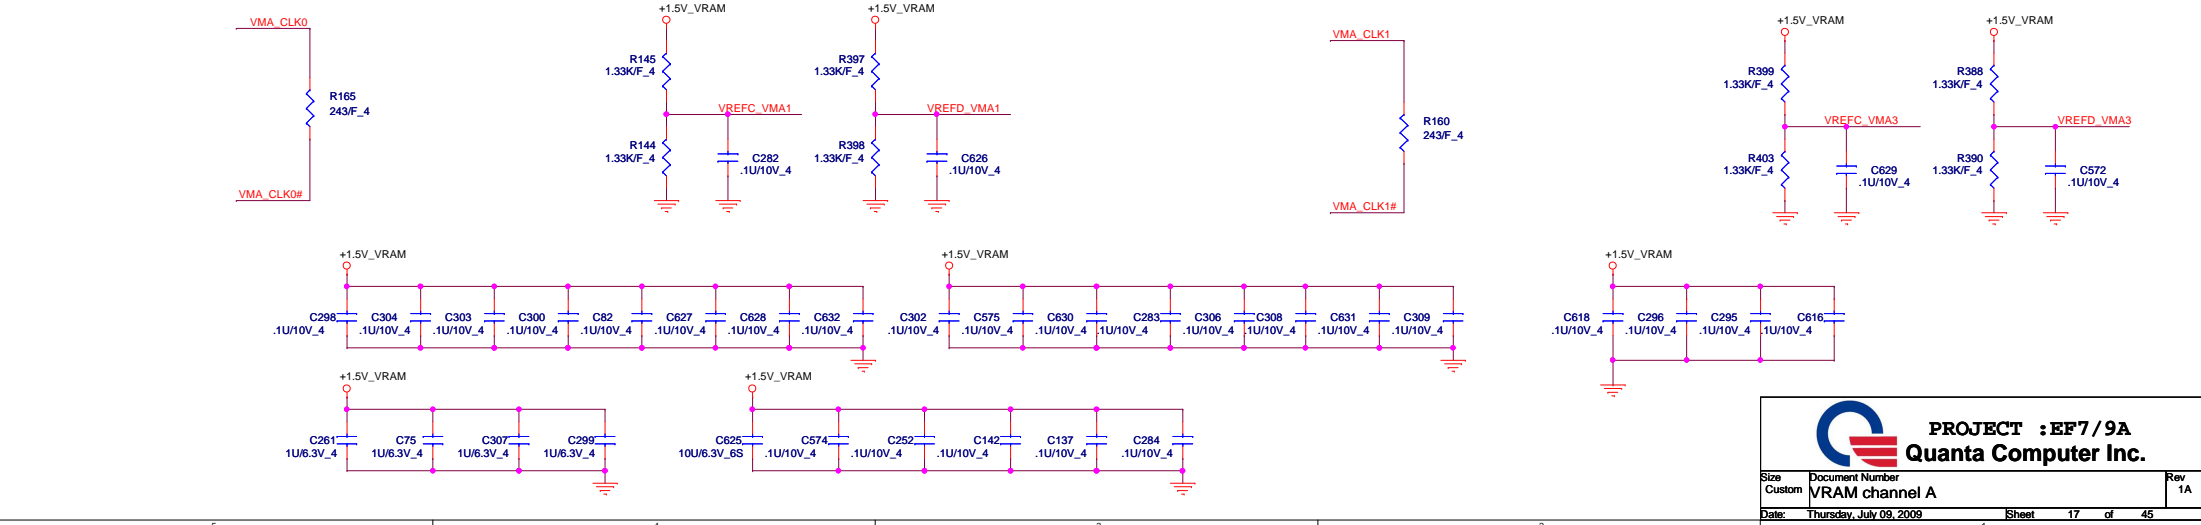 VMA_CLK0
R165
243/F_4
VMA_CLK0#
+1.5V_VRAM
R145
1.33K/F_4
VREFC_VMA1
R144
1.33K/F_4
C282
.1U/10V_4
+1.5V_VRAM
R397
1.33K/F_4
VREFD_VMA1
R398
1.33K/F_4
C626
.1U/10V_4
VMA_CLK1
R160
243/F_4
VMA_CLK1#
+1.5V_VRAM
R399
1.33K/F_4
VREFC_VMA3
R403
1.33K/F_4
C629
.1U/10V_4
+1.5V_VRAM
R388
1.33K/F_4
VREFD_VMA3
R390
1.33K/F_4
C572
.1U/10V_4
+1.5V_VRAM
C298 C304 C303 C300 C82 C627 C628 C632
.1U/10V_4 .1U/10V_4 .1U/10V_4 .1U/10V_4 .1U/10V_4 .1U/10V_4 .1U/10V_4 .1U/10V_4
+1.5V_VRAM
C302 C575 C630 C283 C306 C308 C631 C309
.1U/10V_4 .1U/10V_4 .1U/10V_4 .1U/10V_4 .1U/10V_4 .1U/10V_4 .1U/10V_4 .1U/10V_4
+1.5V_VRAM
C618 C296 C295 C616
.1U/10V_4 .1U/10V_4 .1U/10V_4 .1U/10V_4
+1.5V_VRAM
C261 C75 C307 C299
1U/6.3V_4 1U/6.3V_4 1U/6.3V_4 1U/6.3V_4
+1.5V_VRAM
C625 C574 C252 C142 C137 C284
10U/6.3V_6S .1U/10V_4 .1U/10V_4 .1U/10V_4 .1U/10V_4 .1U/10V_4
PROJECT :EF7/9A
Quanta Computer Inc.
Size Document Number Rev
Custom VRAM channel A 1A
Date: Thursday, July 09, 2009 Sheet 17 of 45